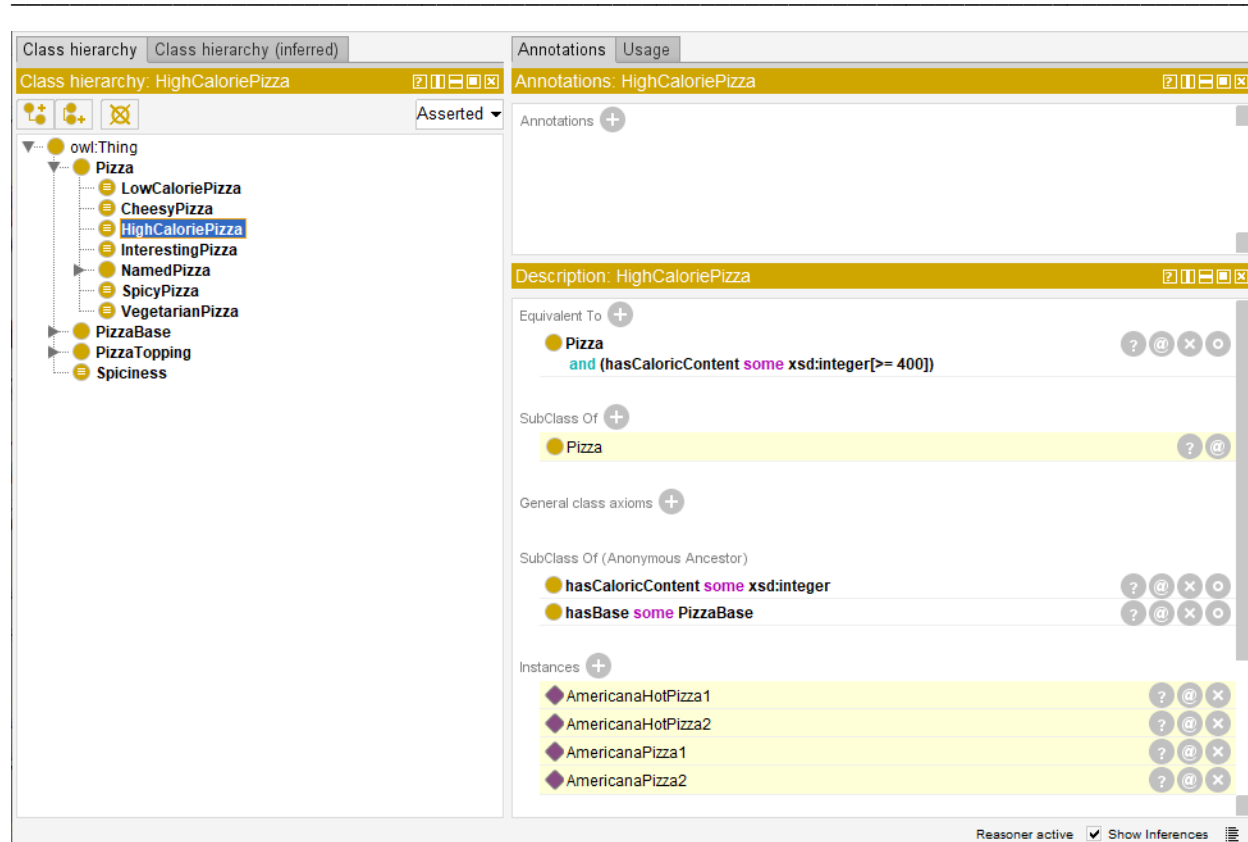 Class hierarchy Class hierarchy (inferred)
Class hierarchy: HighCaloriePizza
Asserted
owl:Thing
Pizza
LowCaloriePizza
CheesyPizza
HighCaloriePizza
InterestingPizza
NamedPizza
SpicyPizza
VegetarianPizza
PizzaBase
PizzaTopping
Spiciness
Annotations Usage
Annotations: HighCaloriePizza
Annotations
Description: HighCaloriePizza
Equivalent To
Pizza
and (hasCaloricContent some xsd:integer[>= 400])
SubClass Of
Pizza
General class axioms
SubClass Of (Anonymous Ancestor)
hasCaloricContent some xsd:integer
hasBase some PizzaBase
Instances
AmericanaHotPizza1
AmericanaHotPizza2
AmericanaPizza1
AmericanaPizza2
Reasoner active Show Inferences